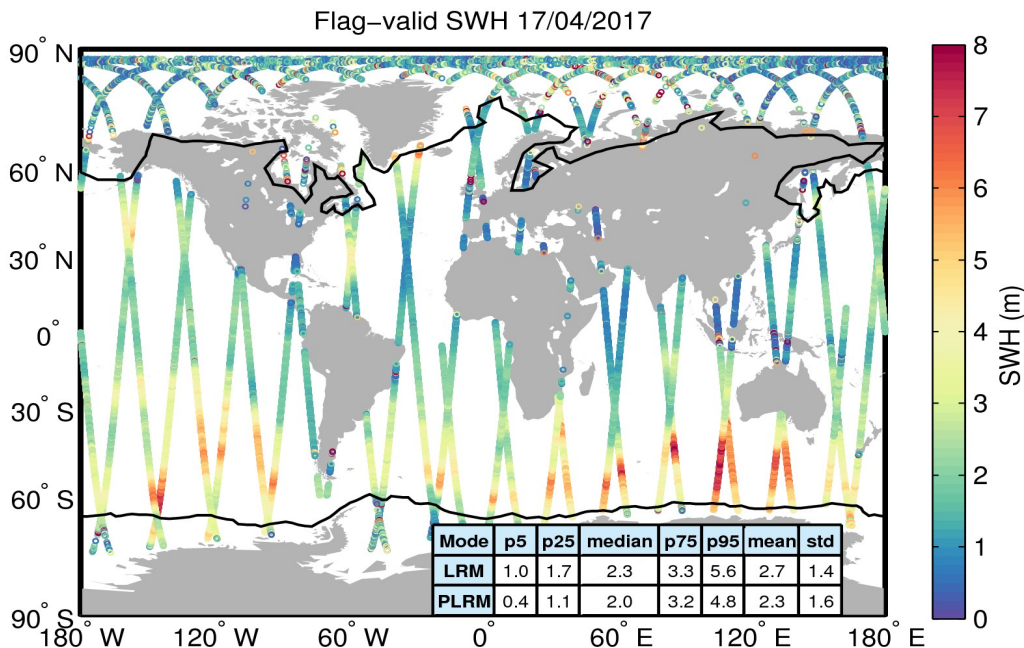 Flag−valid SWH 17/04/2017
90° N
60° N
30° N
0°
30° S
60° S
90° S
180° W
120° W
60° W
0°
60° E
120° E
180° E
8
7
6
5
4
3
2
1
0
SWH (m)
Mode p5 p25 median p75 p95 mean std
LRM 1.0 1.7 2.3 3.3 5.6 2.7 1.4
PLRM 0.4 1.1 2.0 3.2 4.8 2.3 1.6